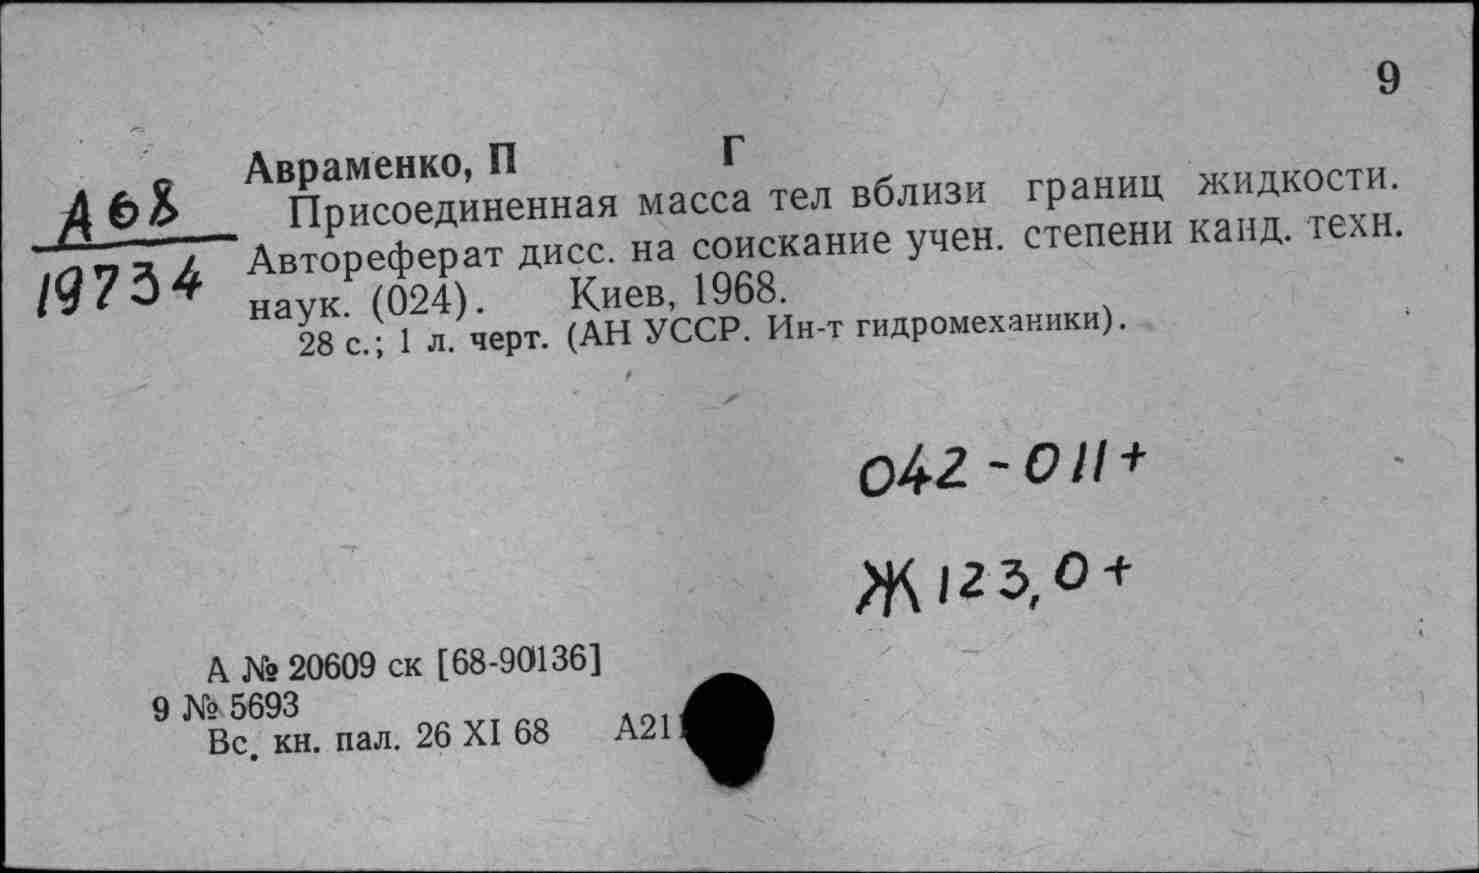 9
Авраменко, П Г
А68
19734
Присоединенная масса тел вблизи границ жидкости.
Автореферат дисс. на соискание учен. степени канд. техн.
наук. (024). Киев, 1968.
28 с.; 1 л. черт. (АН УССР. Ин-т гидромеханики).
042-011+
Ж123,0+
А № 20609 ск [68-90136]
9 № 5693
Вс. кн. пал. 26 XI 68 А21